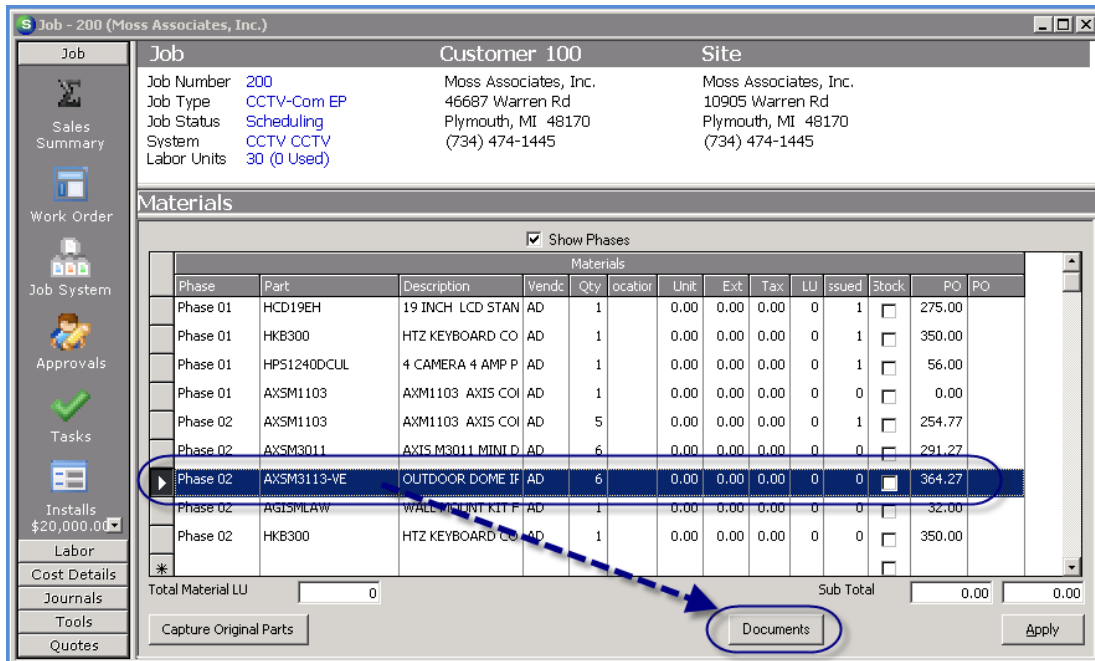 Job - 200 (Moss Associates, Inc.)
Job
Sales
Summary
Work Order
Job System
Approvals
Tasks
Installs
$20,000.00
Labor
Cost Details
Journals
Tools
Quotes
Job Customer 100 Site
Job Number 200 Moss Associates, Inc. Moss Associates, Inc.
Job Type CCTV-Com EP 46687 Warren Rd 10905 Warren Rd
Job Status Scheduling Plymouth, MI 48170 Plymouth, MI 48170
System CCTV CCTV (734) 474-1445 (734) 474-1445
Labor Units 30 (0 Used)
Materials
Show Phases
Materials
Phase Part Description Vendc Qty ocation Unit Ext Tax LU ssued Stock PO PO
Phase 01 HCD19EH 19 INCH LCD STAN AD 1 0.00 0.00 0.00 0 1 275.00
Phase 01 HKB300 HTZ KEYBOARD CO AD 1 0.00 0.00 0.00 0 1 350.00
Phase 01 HPS1240DCUL 4 CAMERA 4 AMP P AD 1 0.00 0.00 0.00 0 1 56.00
Phase 01 AXSM1103 AXM1103 AXIS COI AD 1 0.00 0.00 0.00 0 0 0.00
Phase 02 AXSM1103 AXM1103 AXIS COI AD 5 0.00 0.00 0.00 0 1 254.77
Phase 02 AXSM3011 AXIS M3011 MINI D AD 6 0.00 0.00 0.00 0 0 291.27
Phase 02 AXSM3113-VE OUTDOOR DOME IF AD 6 0.00 0.00 0.00 0 0 364.27
Phase 02 AGISMLAW WALL MOUNT KIT F AD 1 0.00 0.00 0.00 0 0 32.00
Phase 02 HKB300 HTZ KEYBOARD CO AD 1 0.00 0.00 0.00 0 0 350.00
Total Material LU 0 Sub Total 0.00 0.00
Capture Original Parts Documents Apply